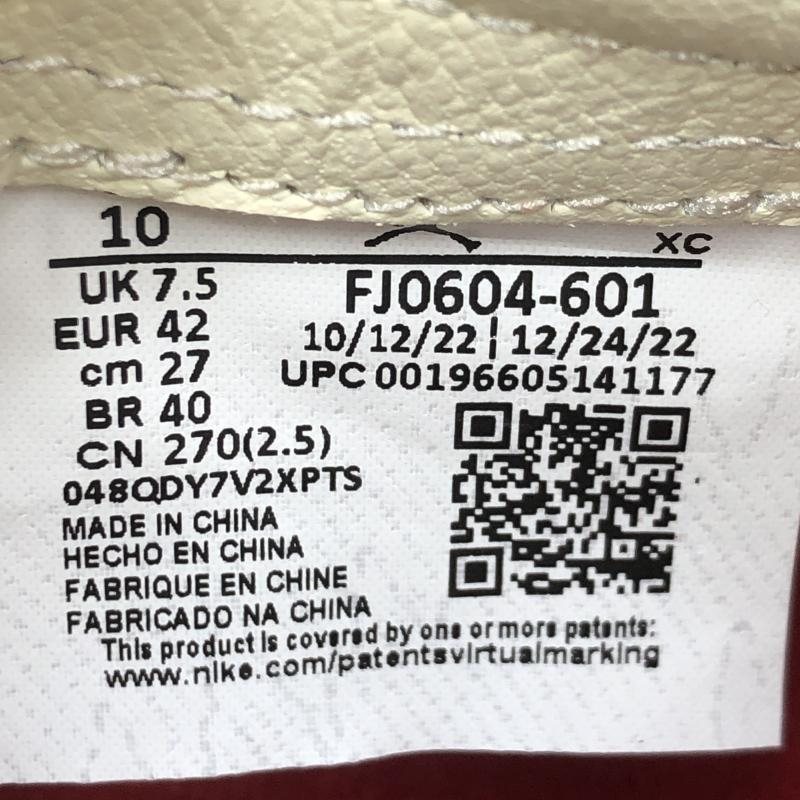 10 XC
UK 7.5 FJ0604-601
EUR 42 10/12/22 | 12/24/22
cm 27 UPC 00196605141177
BR 40
CN 270(2.5)
048QDY7V2XPTS
MADE IN CHINA
HECHO EN CHINA
FABRIQUE EN CHINE
FABRICADO NA CHINA
This product is covered by one or more patents:
www.nike.com/patentsvirtualmarking